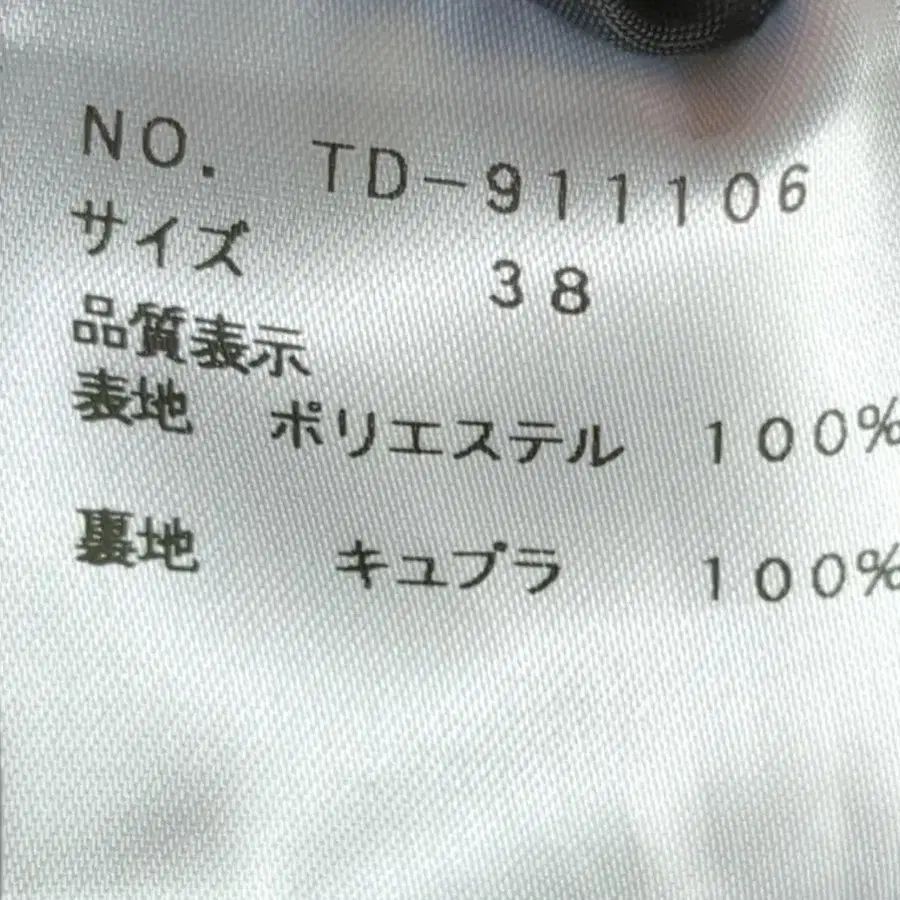 NO. TD-911106
サイズ 38
品質表示
表地 ポリエステル 100%
裏地 キュプラ 100%